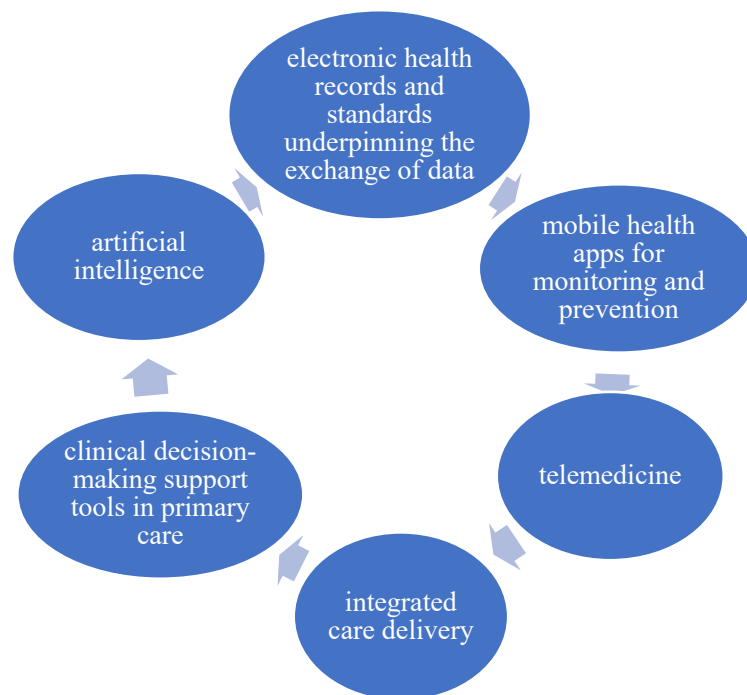 electronic health
records and
standards
underpinning the
exchange of data
mobile health
apps for
monitoring and
prevention
telemedicine
integrated
care delivery
clinical decision-
making support
tools in primary
care
artificial
intelligence